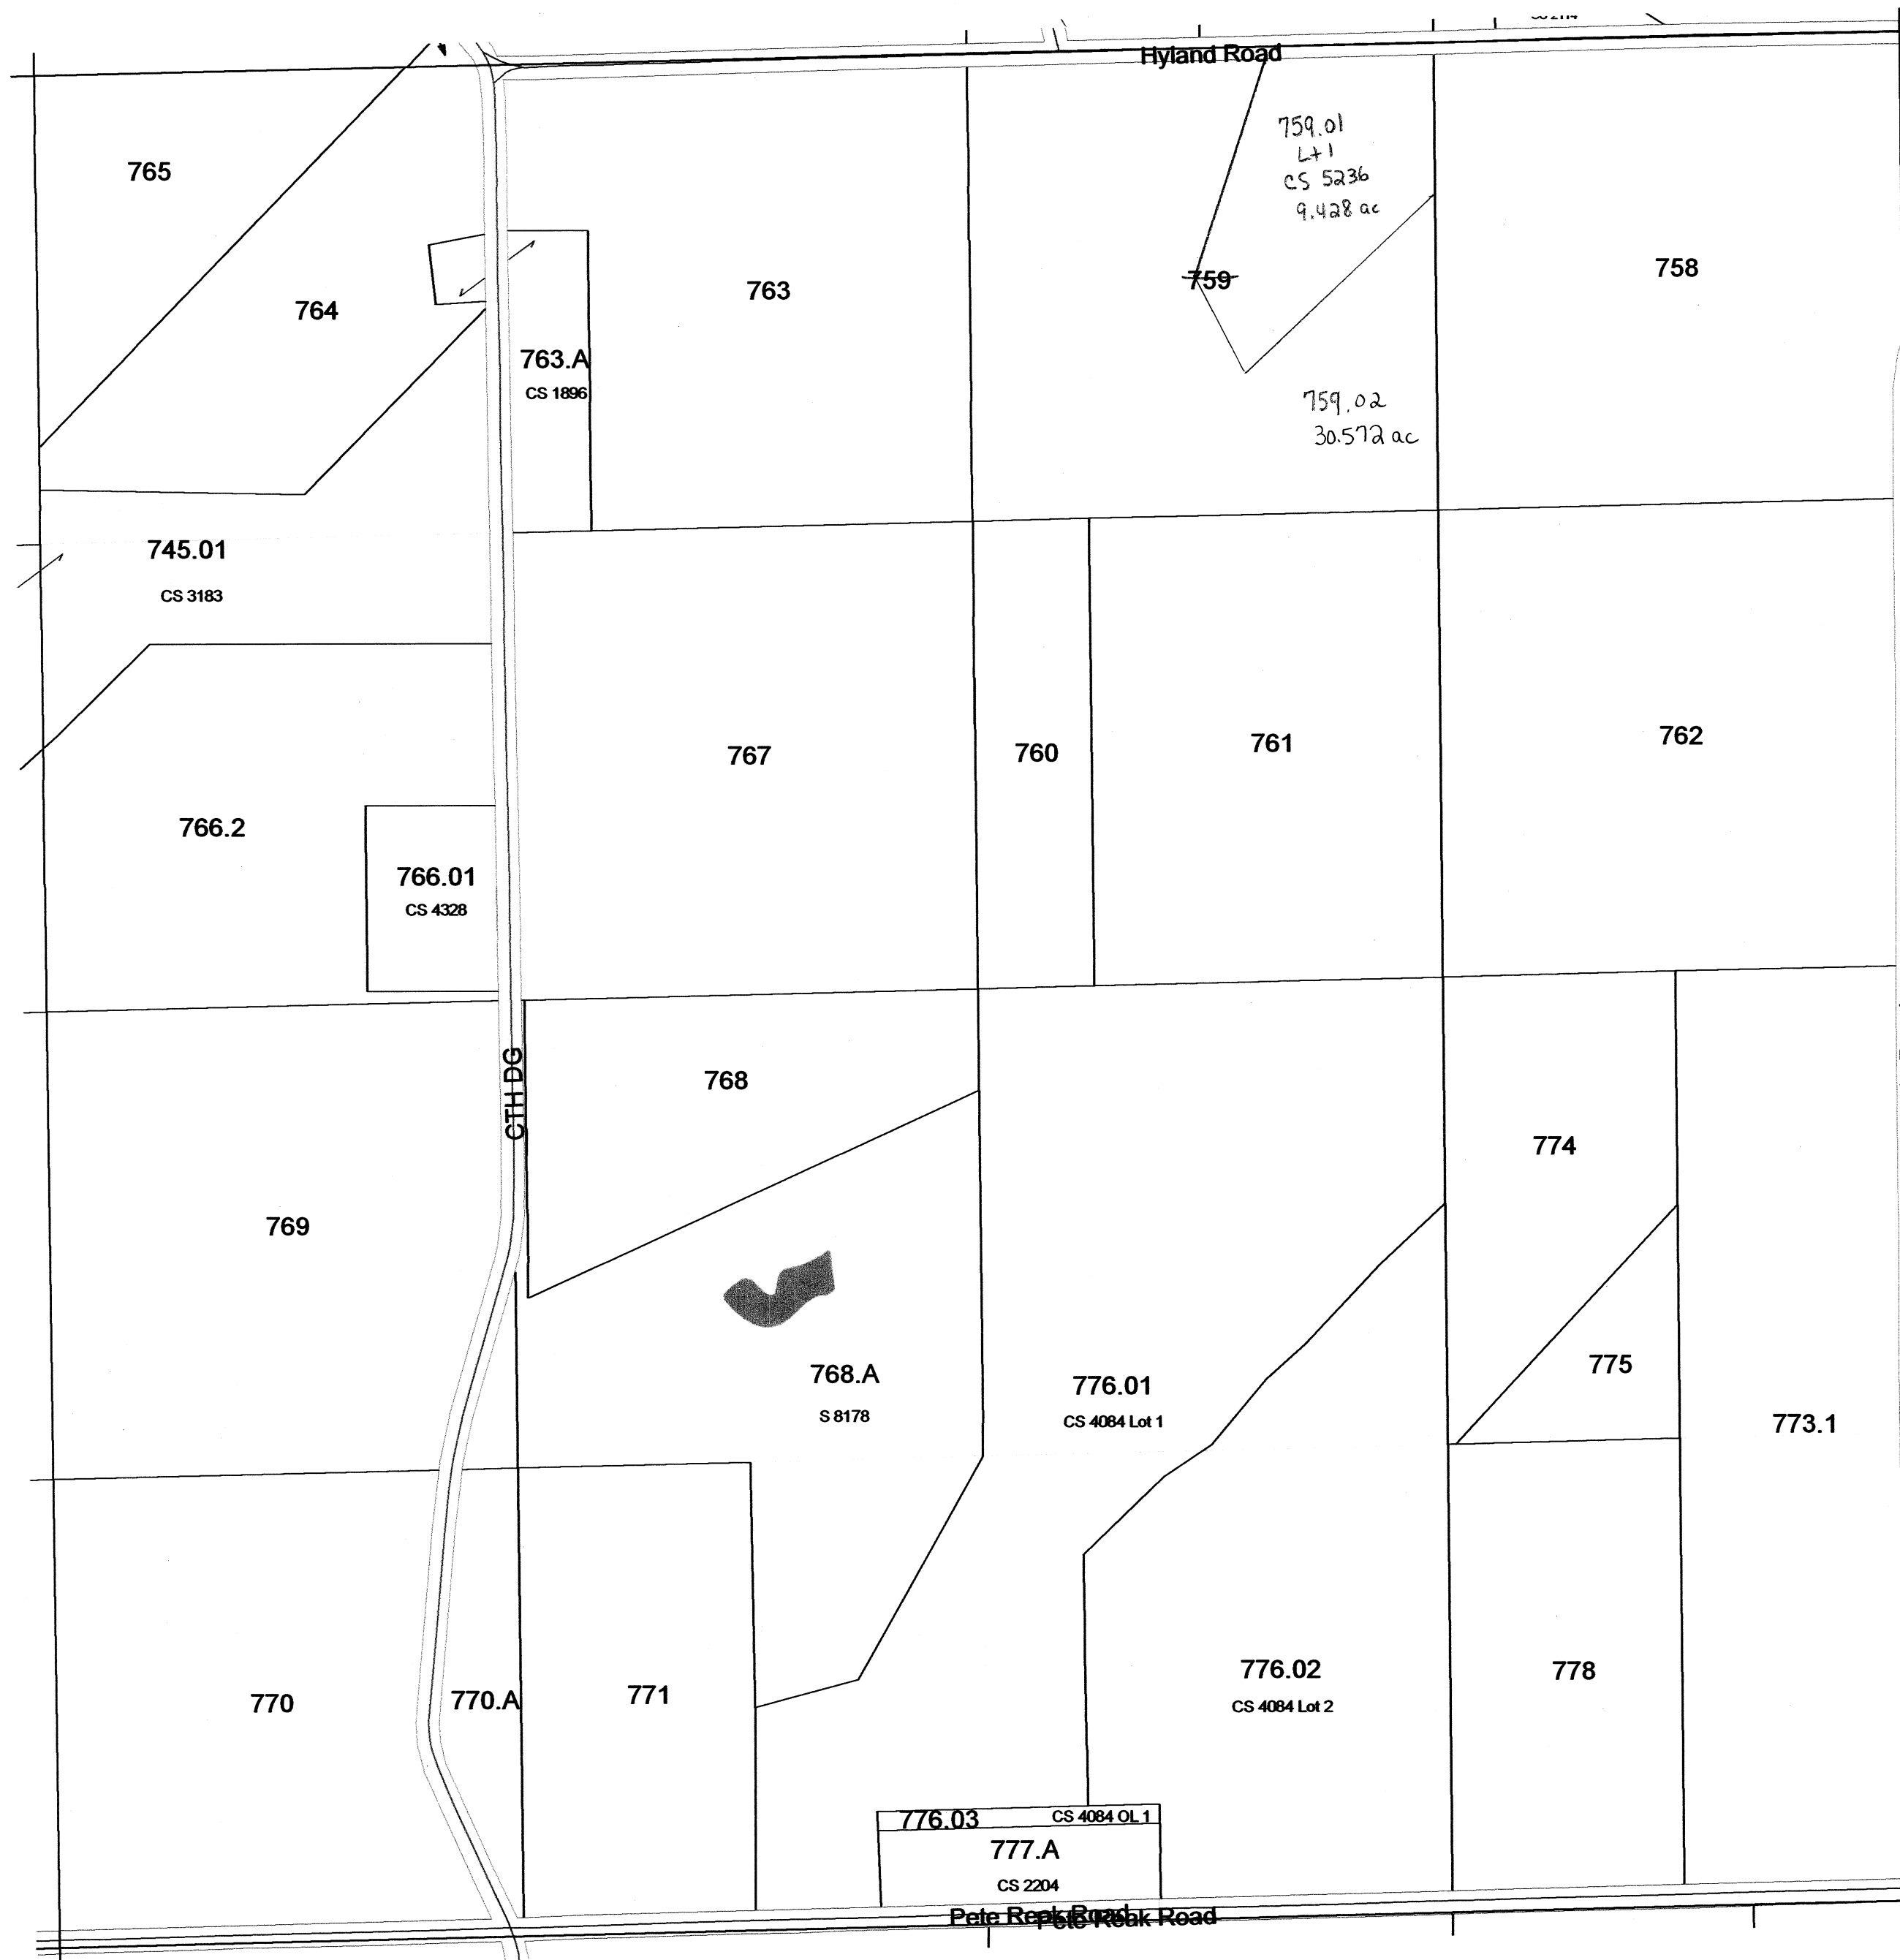 Hyland Road
759.01
Lt 1
CS 5236
9.428 ac
765
758
759
763
764
763.A
CS 1896
759.02
30.572 ac
745.01
CS 3183
762
761
760
767
766.2
766.01
CS 4328
CTH DG
768
774
769
775
768.A
S 8178
776.01
CS 4084 Lot 1
773.1
776.02
CS 4084 Lot 2
778
771
770.A
770
776.03 CS 4084 OL 1
777.A
CS 2204
Pete Reak Road
Pete Reak Road